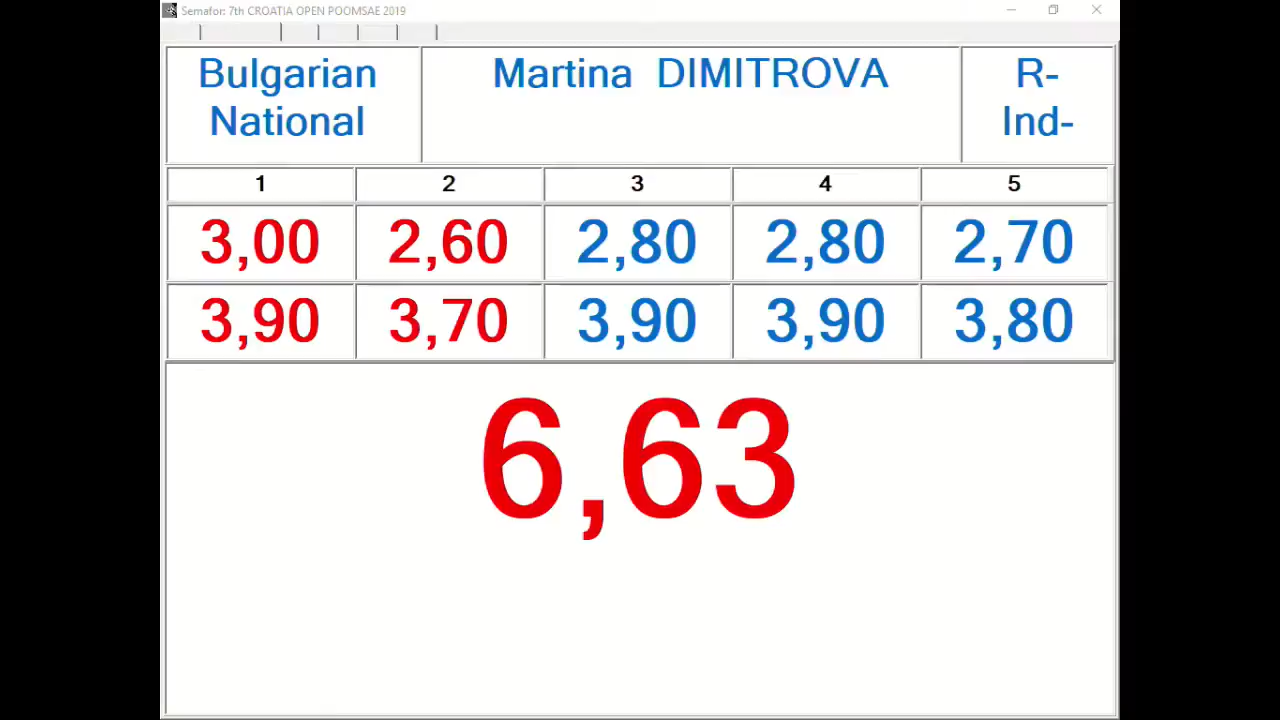 Semafor: 7th CROATIA OPEN POOMSAE 2019
Bulgarian National
Martina DIMITROVA
R-
Ind-
1 2 3 4 5
3,00 2,60 2,80 2,80 2,70
3,90 3,70 3,90 3,90 3,80
6,63